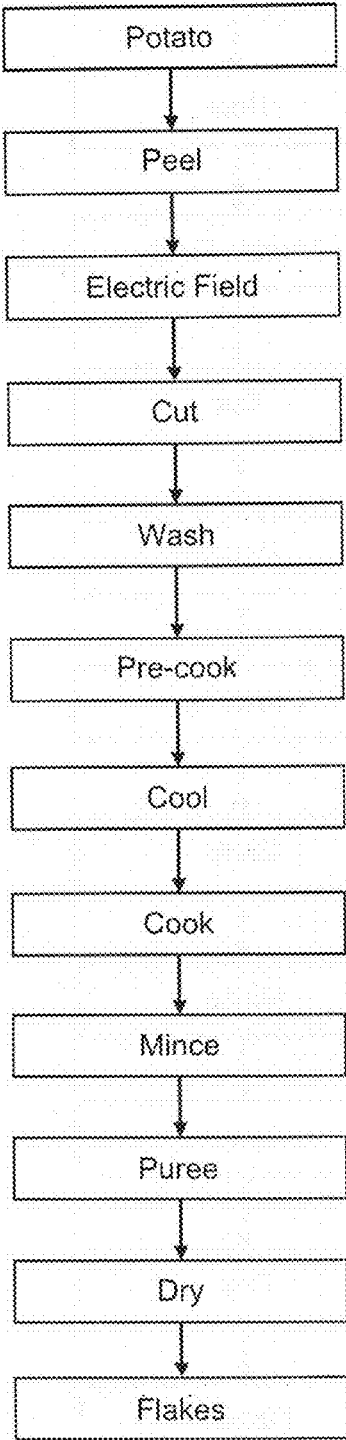 Potato
Peel
Electric Field
Cut
Wash
Pre-cook
Cool
Cook
Mince
Puree
Dry
Flakes